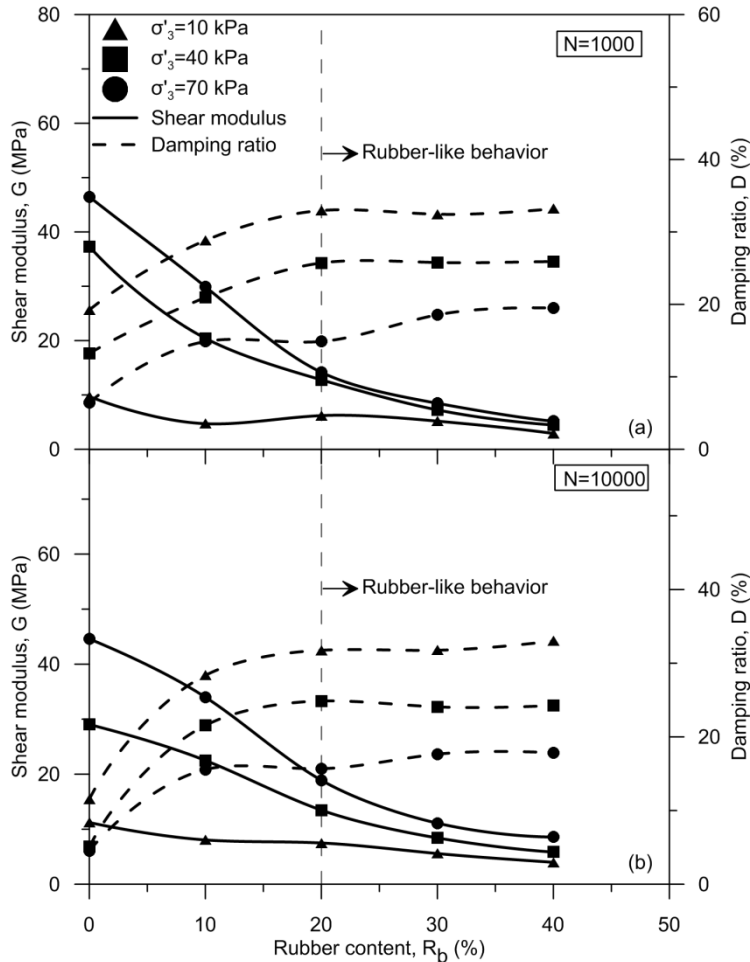 80
60
40
20
0
Shear modulus, G (MPa)
σ'3=10 kPa
σ'3=40 kPa
σ'3=70 kPa
Shear modulus
Damping ratio
N=1000
Rubber-like behavior
(a)
60
40
20
0
Damping ratio, D (%)
60
40
20
0
Shear modulus, G (MPa)
N=10000
Rubber-like behavior
(b)
40
20
0
Damping ratio, D (%)
0
10
20
30
40
50
Rubber content, Rb (%)